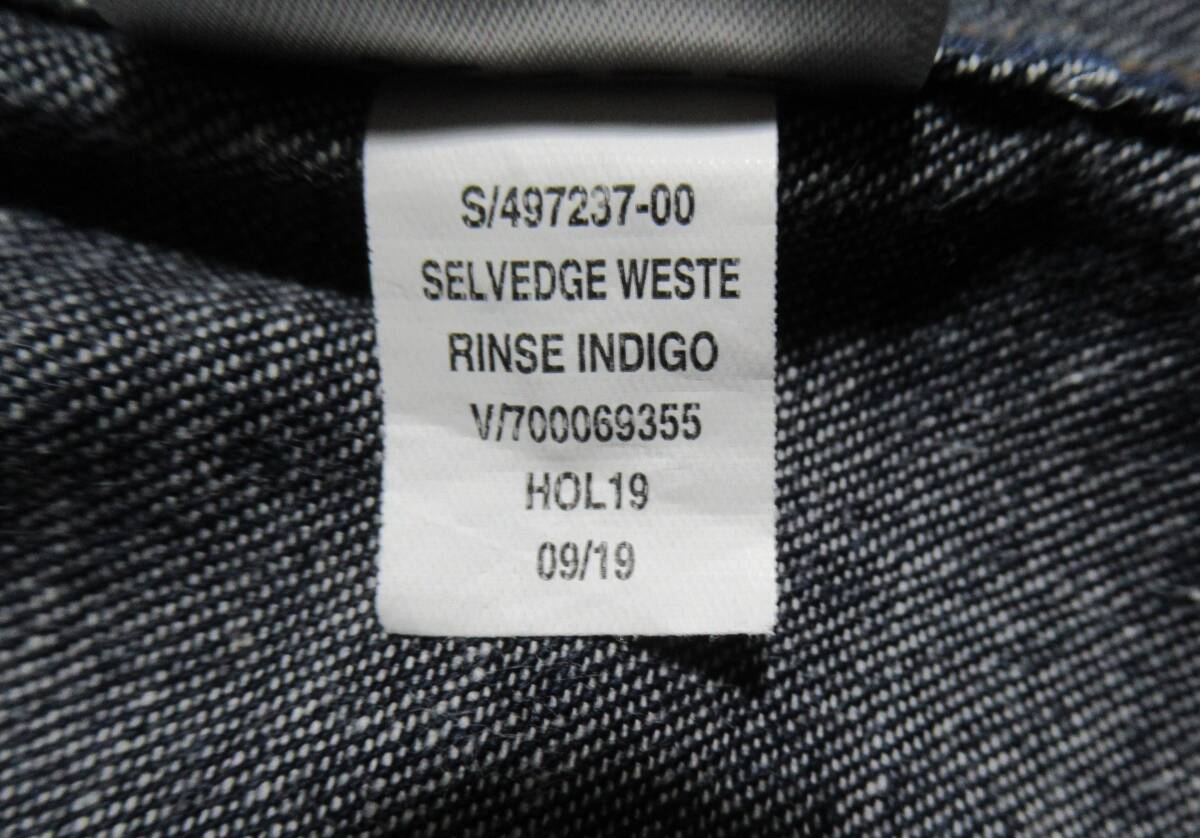 S/497237-00
SELVEDGE WESTE
RINSE INDIGO
V/700069355
HOL19
09/19